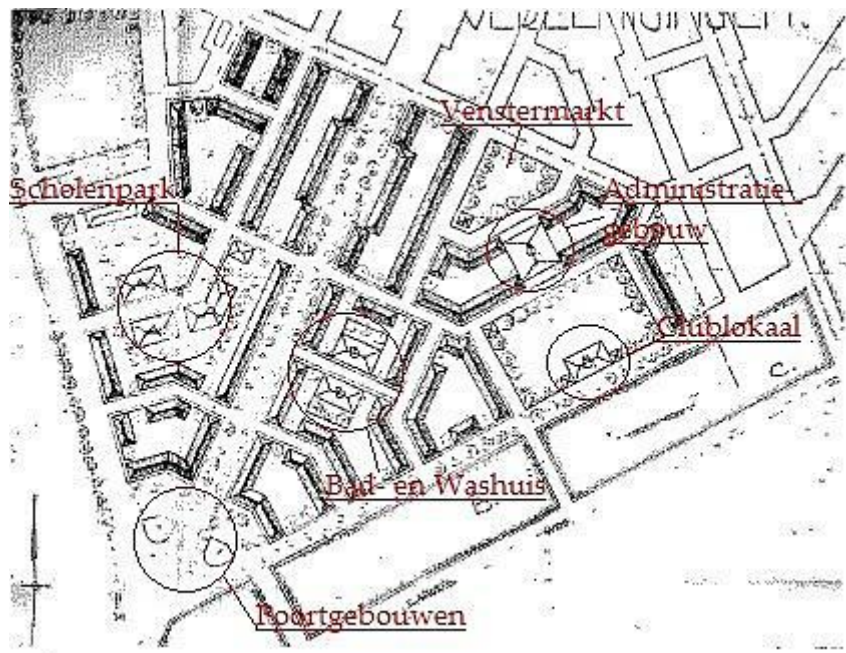 Venstermarkt
Scholenpark
Administratie-
gebouw
Clublokaal
C.
Bad- en Washuis
Poortgebouwen